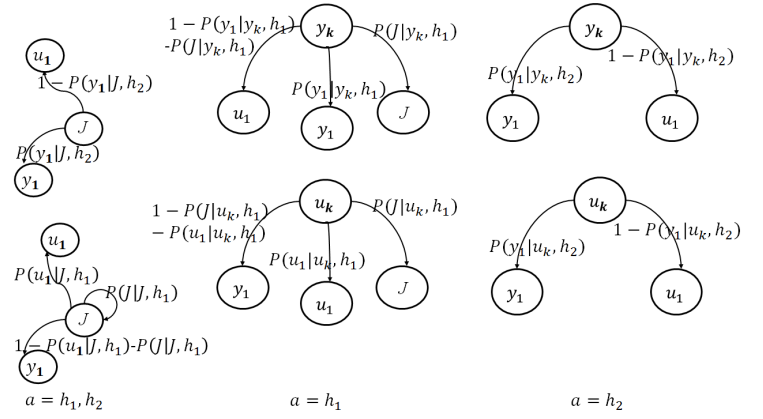 u₁
1 − P(y₁|J, h₂)
J
P(y₁|J, h₂)
y₁
u₁
P(u₁|J, h₁)
P(J|J, h₁)
J
1 − P(u₁|J, h₁)-P(J|J, h₁)
y₁
a = h₁, h₂
yₖ
1 − P(y₁|yₖ, h₁)
-P(J|yₖ, h₁)
P(J|yₖ, h₁)
P(y₁|yₖ, h₁)
u₁
y₁
J
uₖ
1 − P(J|uₖ, h₁)
− P(u₁|uₖ, h₁)
P(J|uₖ, h₁)
P(u₁|uₖ, h₁)
y₁
u₁
J
a = h₁
yₖ
P(y₁|yₖ, h₂)
1 − P(y₁|yₖ, h₂)
y₁
u₁
uₖ
P(y₁|uₖ, h₂)
1 − P(y₁|uₖ, h₂)
y₁
u₁
a = h₂